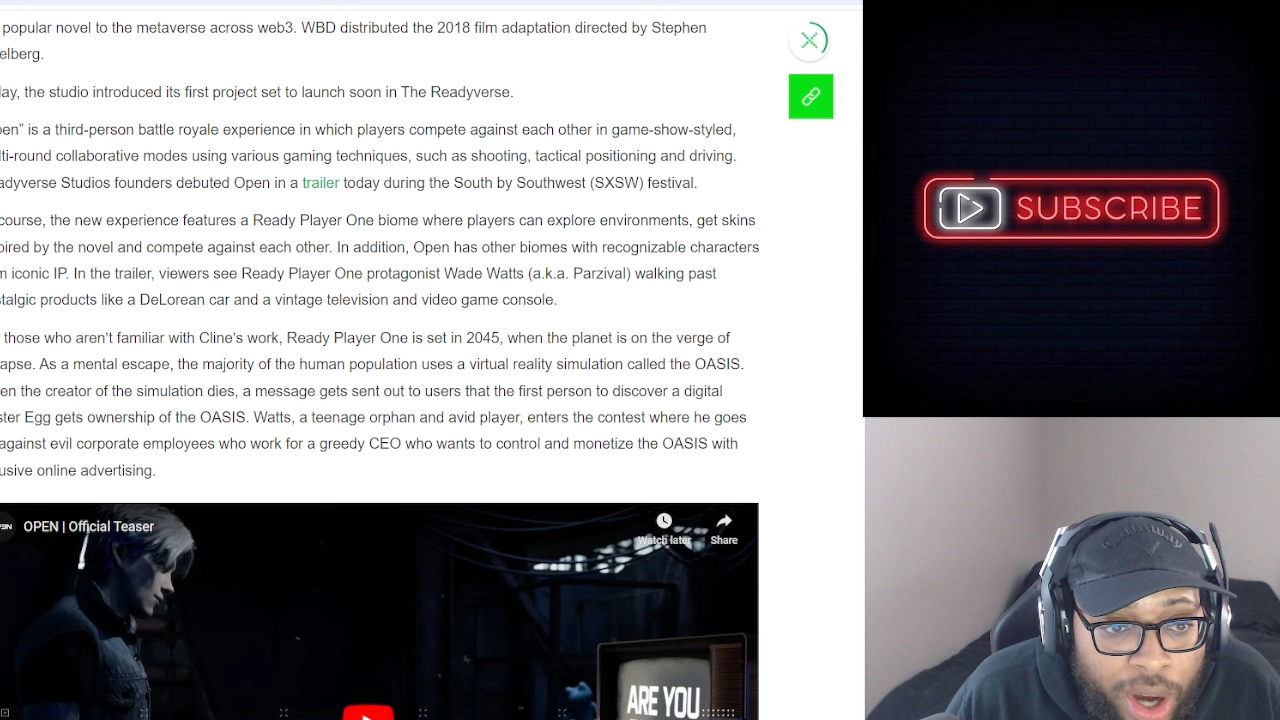 popular novel to the metaverse across web3. WBD distributed the 2018 film adaptation directed by Stephen
elberg.
lay, the studio introduced its first project set to launch soon in The Readyverse.
pen” is a third-person battle royale experience in which players compete against each other in game-show-styled,
lti-round collaborative modes using various gaming techniques, such as shooting, tactical positioning and driving.
adyverse Studios founders debuted Open in a trailer today during the South by Southwest (SXSW) festival.
course, the new experience features a Ready Player One biome where players can explore environments, get skins
pired by the novel and compete against each other. In addition, Open has other biomes with recognizable characters
m iconic IP. In the trailer, viewers see Ready Player One protagonist Wade Watts (a.k.a. Parzival) walking past
stalgic products like a DeLorean car and a vintage television and video game console.
those who aren’t familiar with Cline’s work, Ready Player One is set in 2045, when the planet is on the verge of
apse. As a mental escape, the majority of the human population uses a virtual reality simulation called the OASIS.
en the creator of the simulation dies, a message gets sent out to users that the first person to discover a digital
ster Egg gets ownership of the OASIS. Watts, a teenage orphan and avid player, enters the contest where he goes
against evil corporate employees who work for a greedy CEO who wants to control and monetize the OASIS with
usive online advertising.
OPEN | Official Teaser
Watch later
Share
ARE YOU
SUBSCRIBE
Callaway